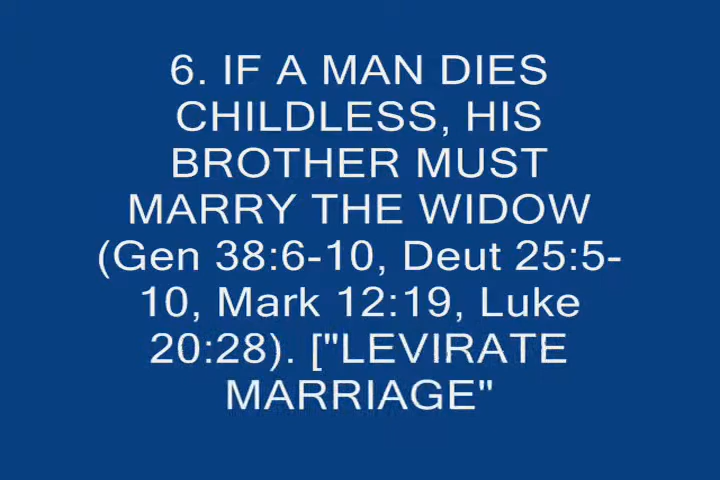 6. IF A MAN DIES
CHILDLESS, HIS
BROTHER MUST
MARRY THE WIDOW
(Gen 38:6-10, Deut 25:5-
10, Mark 12:19, Luke
20:28). ["LEVIRATE
MARRIAGE"